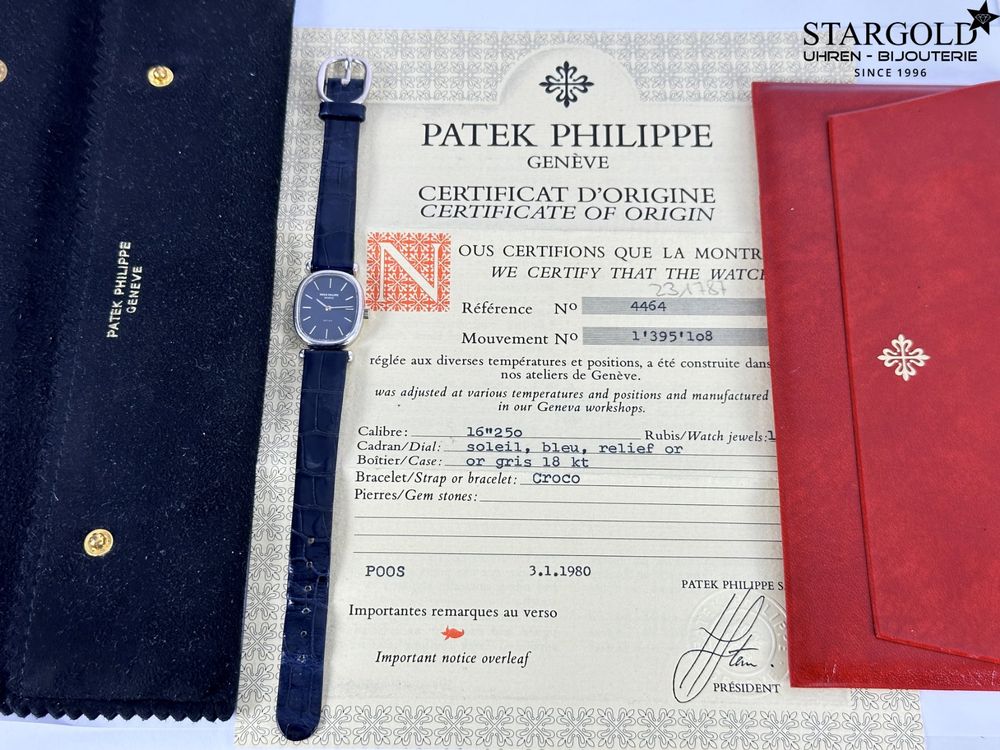 STARGOLD
UHREN - BIJOUTERIE
SINCE 1996
PATEK PHILIPPE
GENÈVE
PATEK PHILIPPE
GENÈVE
CERTIFICAT D'ORIGINE
CERTIFICATE OF ORIGIN
NOUS CERTIFIONS QUE LA MONTR
WE CERTIFY THAT THE WATCH
231787
Référence No 4464
Mouvement No 1'395'108
réglée aux diverses températures et positions, a été construite dans
nos ateliers de Genève.
was adjusted at various temperatures and positions and manufactured
in our Geneva workshops.
Calibre: 16"250 Rubis/Watch jewels: 1
Cadran/Dial: soleil, bleu, relief or
Boîtier/Case: or gris 18 kt
Bracelet/Strap or bracelet: Croco
Pierres/Gem stones:
POOS 3.1.1980
PATEK PHILIPPE S
Importantes remarques au verso
Important notice overleaf
PRÉSIDENT